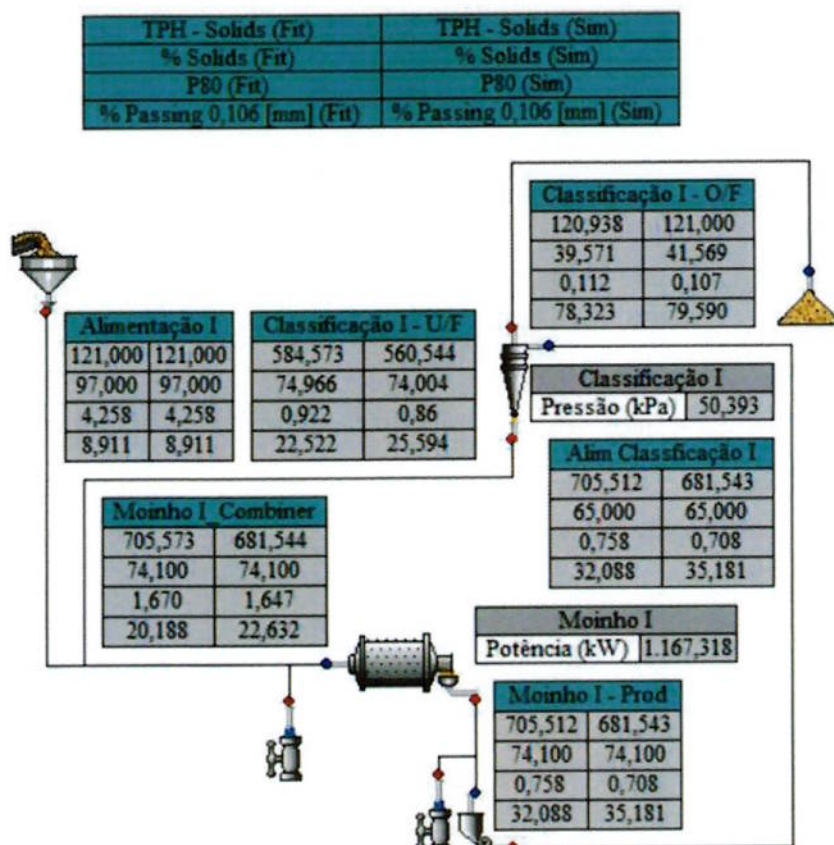 TPH - Solids (Fit) TPH - Solids (Sim)
% Solids (Fit) % Solids (Sim)
P80 (Fit) P80 (Sim)
% Passing 0,106 [mm] (Fit) % Passing 0,106 [mm] (Sim)
Classificação I - O/F
120,938 121,000
39,571 41,569
0,112 0,107
78,323 79,590
Alimentação I
121,000 121,000
97,000 97,000
4,258 4,258
8,911 8,911
Classificação I - U/F
584,573 560,544
74,966 74,004
0,922 0,86
22,522 25,594
Classificação I
Pressão (kPa) 50,393
Alim Classficação I
705,512 681,543
65,000 65,000
0,758 0,708
32,088 35,181
Moinho I_Combiner
705,573 681,544
74,100 74,100
1,670 1,647
20,188 22,632
Moinho I
Potência (kW) 1.167,318
Moinho I - Prod
705,512 681,543
74,100 74,100
0,758 0,708
32,088 35,181